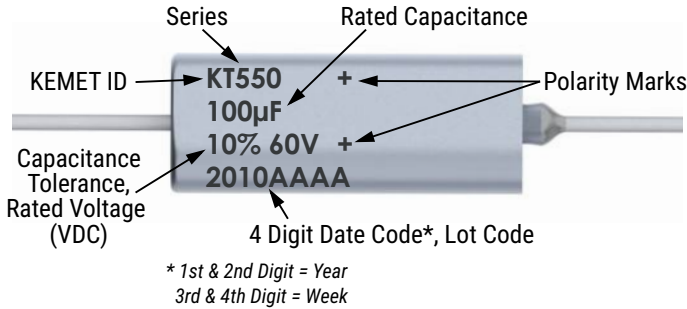 Series
Rated Capacitance
KEMET ID
KT550 +
Polarity Marks
100µF
10% 60V +
Capacitance
Tolerance,
Rated Voltage
(VDC)
2010AAAA
4 Digit Date Code*, Lot Code
* 1st & 2nd Digit = Year
3rd & 4th Digit = Week